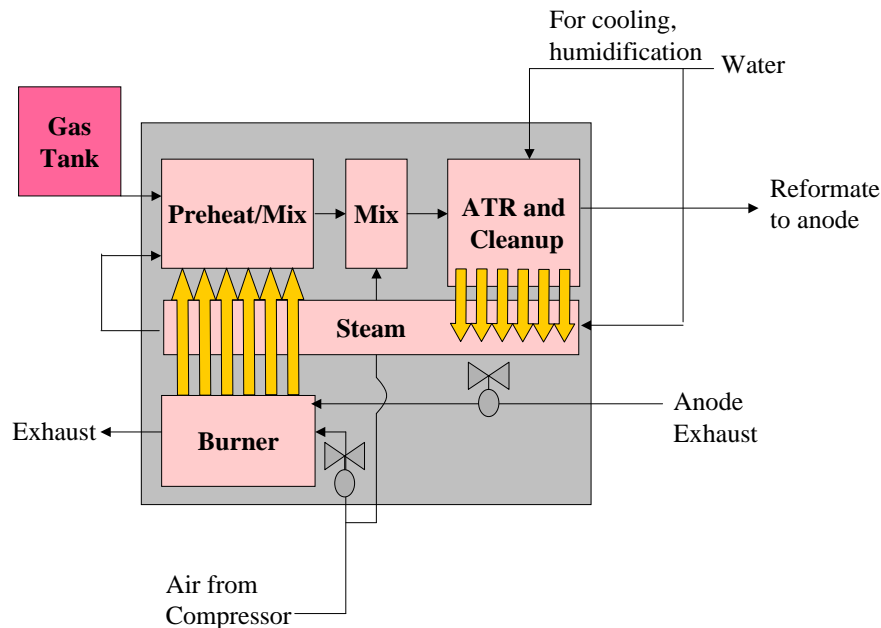 For cooling,
humidification
Water
Gas
Tank
Preheat/Mix
Mix
ATR and
Cleanup
Reformate
to anode
Steam
Anode
Exhaust
Exhaust
Burner
Air from
Compressor